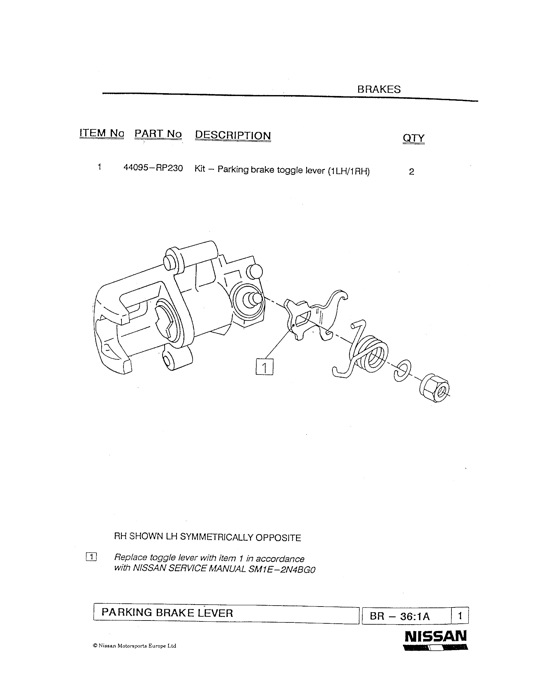 BRAKES
ITEM No PART No DESCRIPTION QTY
1 44095-RP230 Kit - Parking brake toggle lever (1LH/1RH) 2
1
RH SHOWN LH SYMMETRICALLY OPPOSITE
1 Replace toggle lever with item 1 in accordance
with NISSAN SERVICE MANUAL SM1E-2N4BG0
PARKING BRAKE LEVER BR - 36:1A 1
NISSAN
© Nissan Motorsports Europe Ltd